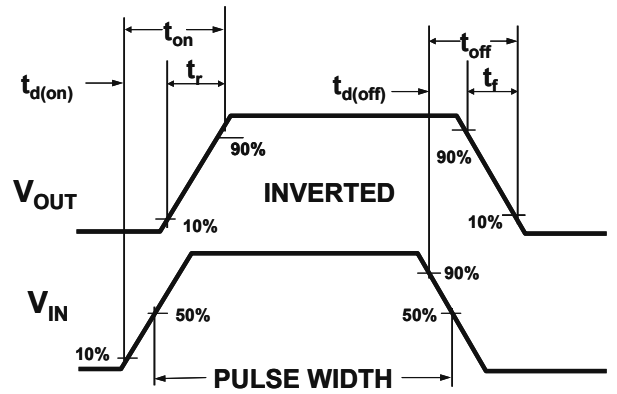 t_on
t_off
t_d(on)
t_r
t_d(off)
t_f
90%
90%
V_OUT
INVERTED
10%
10%
90%
V_IN
50%
50%
10%
PULSE WIDTH